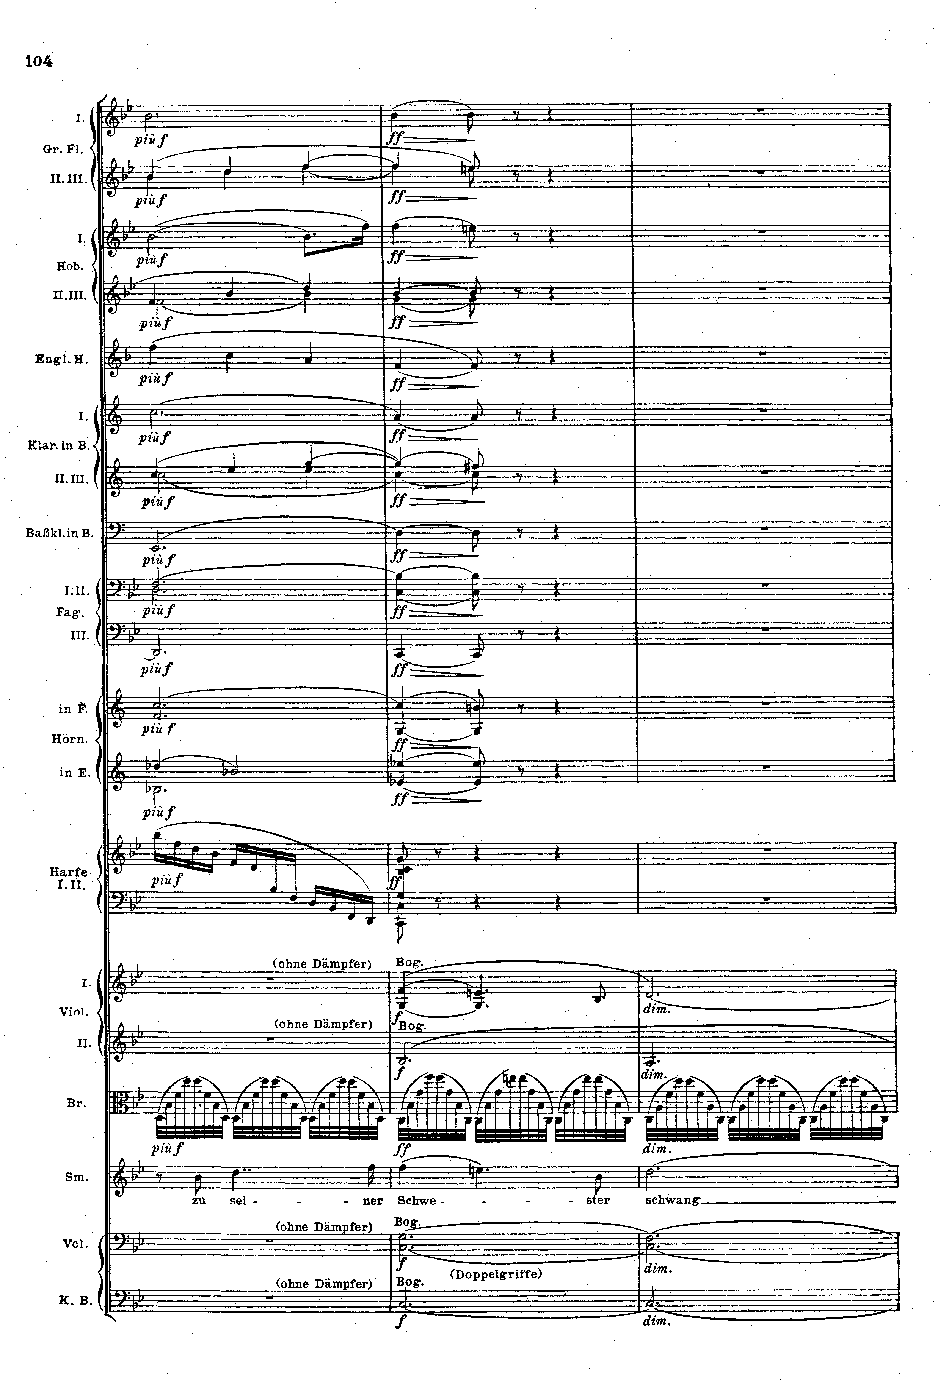 104
I.
più f ff
Gr. Fl.
II. III.
più f ff
I.
più f ff
Hob.
II. III.
più f ff
Engl. H.
più f ff
I.
più f ff
Klar. in B.
II. III.
più f ff
Baßkl. in B.
più f ff
I. II.
più f ff
Fag.
III.
più f ff
in F.
più f ff
Hörn.
in E.
più f ff
Harfe
I. II.
più f ff
(ohne Dämpfer) Bog.
I.
f dim.
Viol.
(ohne Dämpfer) Bog.
II.
f dim.
Br.
più f ff dim.
Sm.
zu sei - - ner Schwe - - - ster schwang
(ohne Dämpfer) Bog.
Vcl.
f dim.
(ohne Dämpfer) Bog. (Doppelgriffe)
K. B.
f dim.